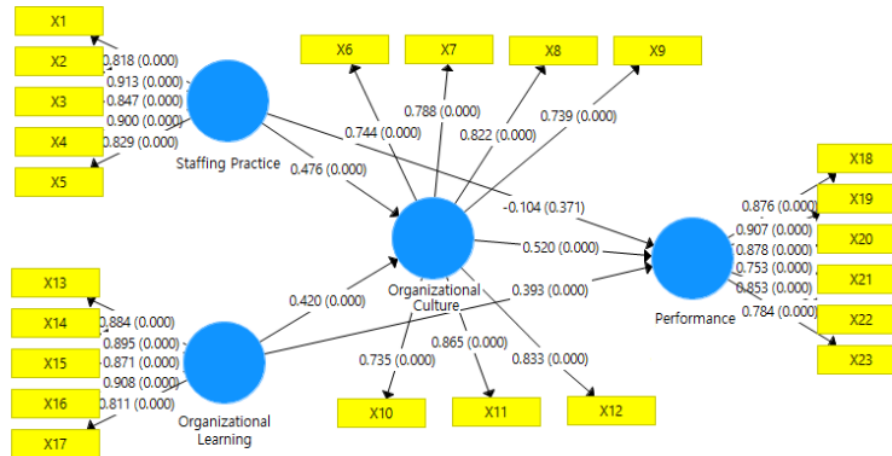 X1
X2
X3
X4
X5
0.818 (0.000)
0.913 (0.000)
0.847 (0.000)
0.900 (0.000)
0.829 (0.000)
Staffing Practice
X6
X7
X8
X9
0.744 (0.000)
0.788 (0.000)
0.822 (0.000)
0.739 (0.000)
0.476 (0.000)
-0.104 (0.371)
0.520 (0.000)
Organizational
Culture
0.420 (0.000)
0.393 (0.000)
0.735 (0.000)
0.865 (0.000)
0.833 (0.000)
X10
X11
X12
X13
X14
X15
X16
X17
0.884 (0.000)
0.895 (0.000)
0.871 (0.000)
0.908 (0.000)
0.811 (0.000)
Organizational
Learning
X18
X19
X20
X21
X22
X23
0.876 (0.000)
0.907 (0.000)
0.878 (0.000)
0.753 (0.000)
0.853 (0.000)
0.784 (0.000)
Performance